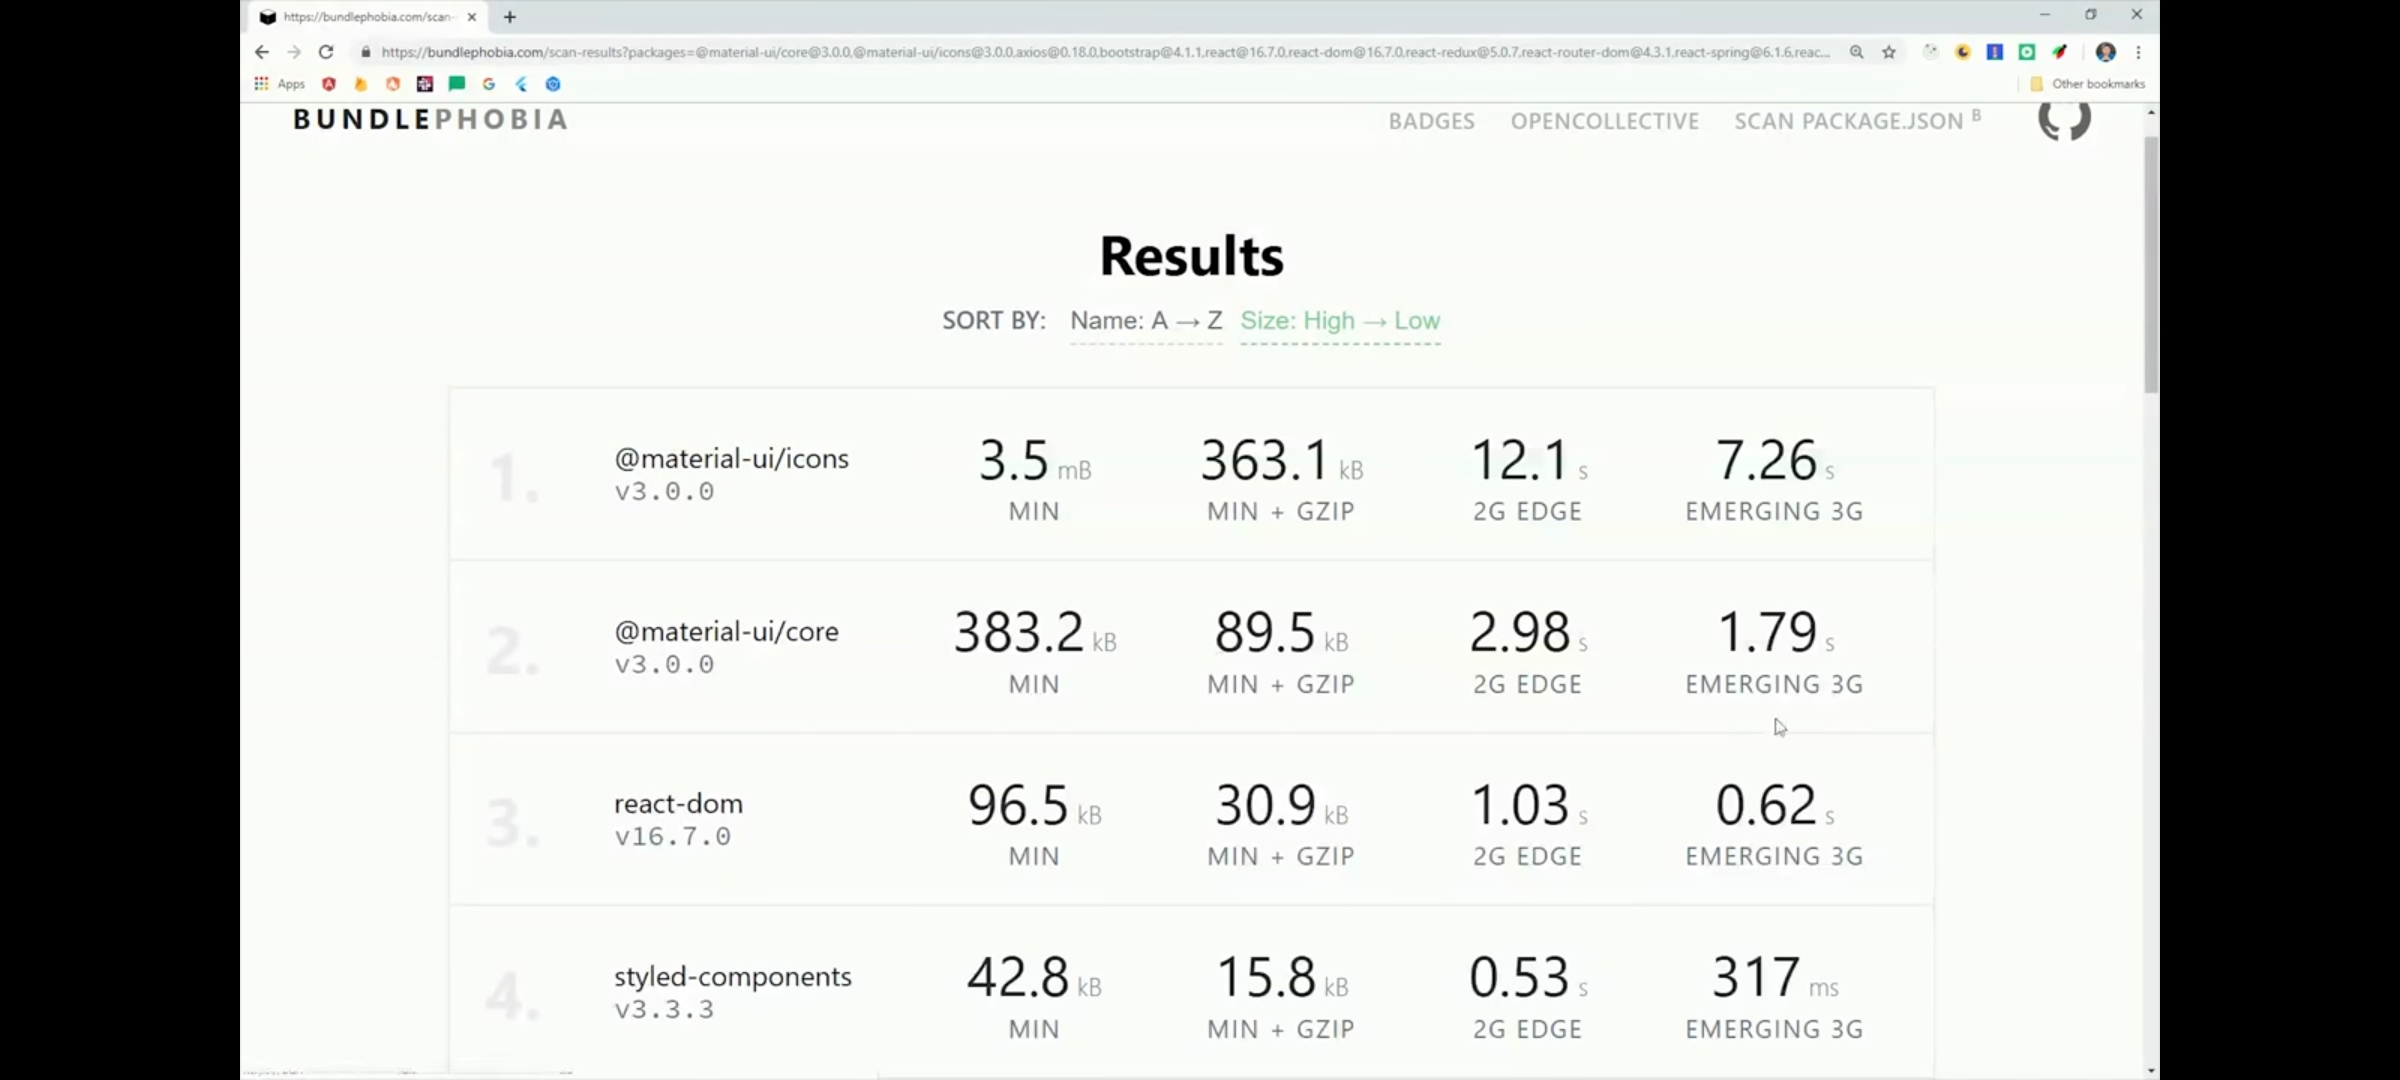 https://bundlephobia.com/scan-
https://bundlephobia.com/scan-results?packages=@material-ui/core@3.0.0,@material-ui/icons@3.0.0,axios@0.18.0,bootstrap@4.1.1,react@16.7.0,react-dom@16.7.0,react-redux@5.0.7,react-router-dom@4.3.1,react-spring@6.1.6,reac...
Apps
Other bookmarks
BUNDLEPHOBIA
BADGES OPENCOLLECTIVE SCAN PACKAGE.JSON B
Results
SORT BY: Name: A → Z Size: High → Low
1. @material-ui/icons 3.5 mB 363.1 kB 12.1 s 7.26 s
v3.0.0 MIN MIN + GZIP 2G EDGE EMERGING 3G
2. @material-ui/core 383.2 kB 89.5 kB 2.98 s 1.79 s
v3.0.0 MIN MIN + GZIP 2G EDGE EMERGING 3G
3. react-dom 96.5 kB 30.9 kB 1.03 s 0.62 s
v16.7.0 MIN MIN + GZIP 2G EDGE EMERGING 3G
4. styled-components 42.8 kB 15.8 kB 0.53 s 317 ms
v3.3.3 MIN MIN + GZIP 2G EDGE EMERGING 3G